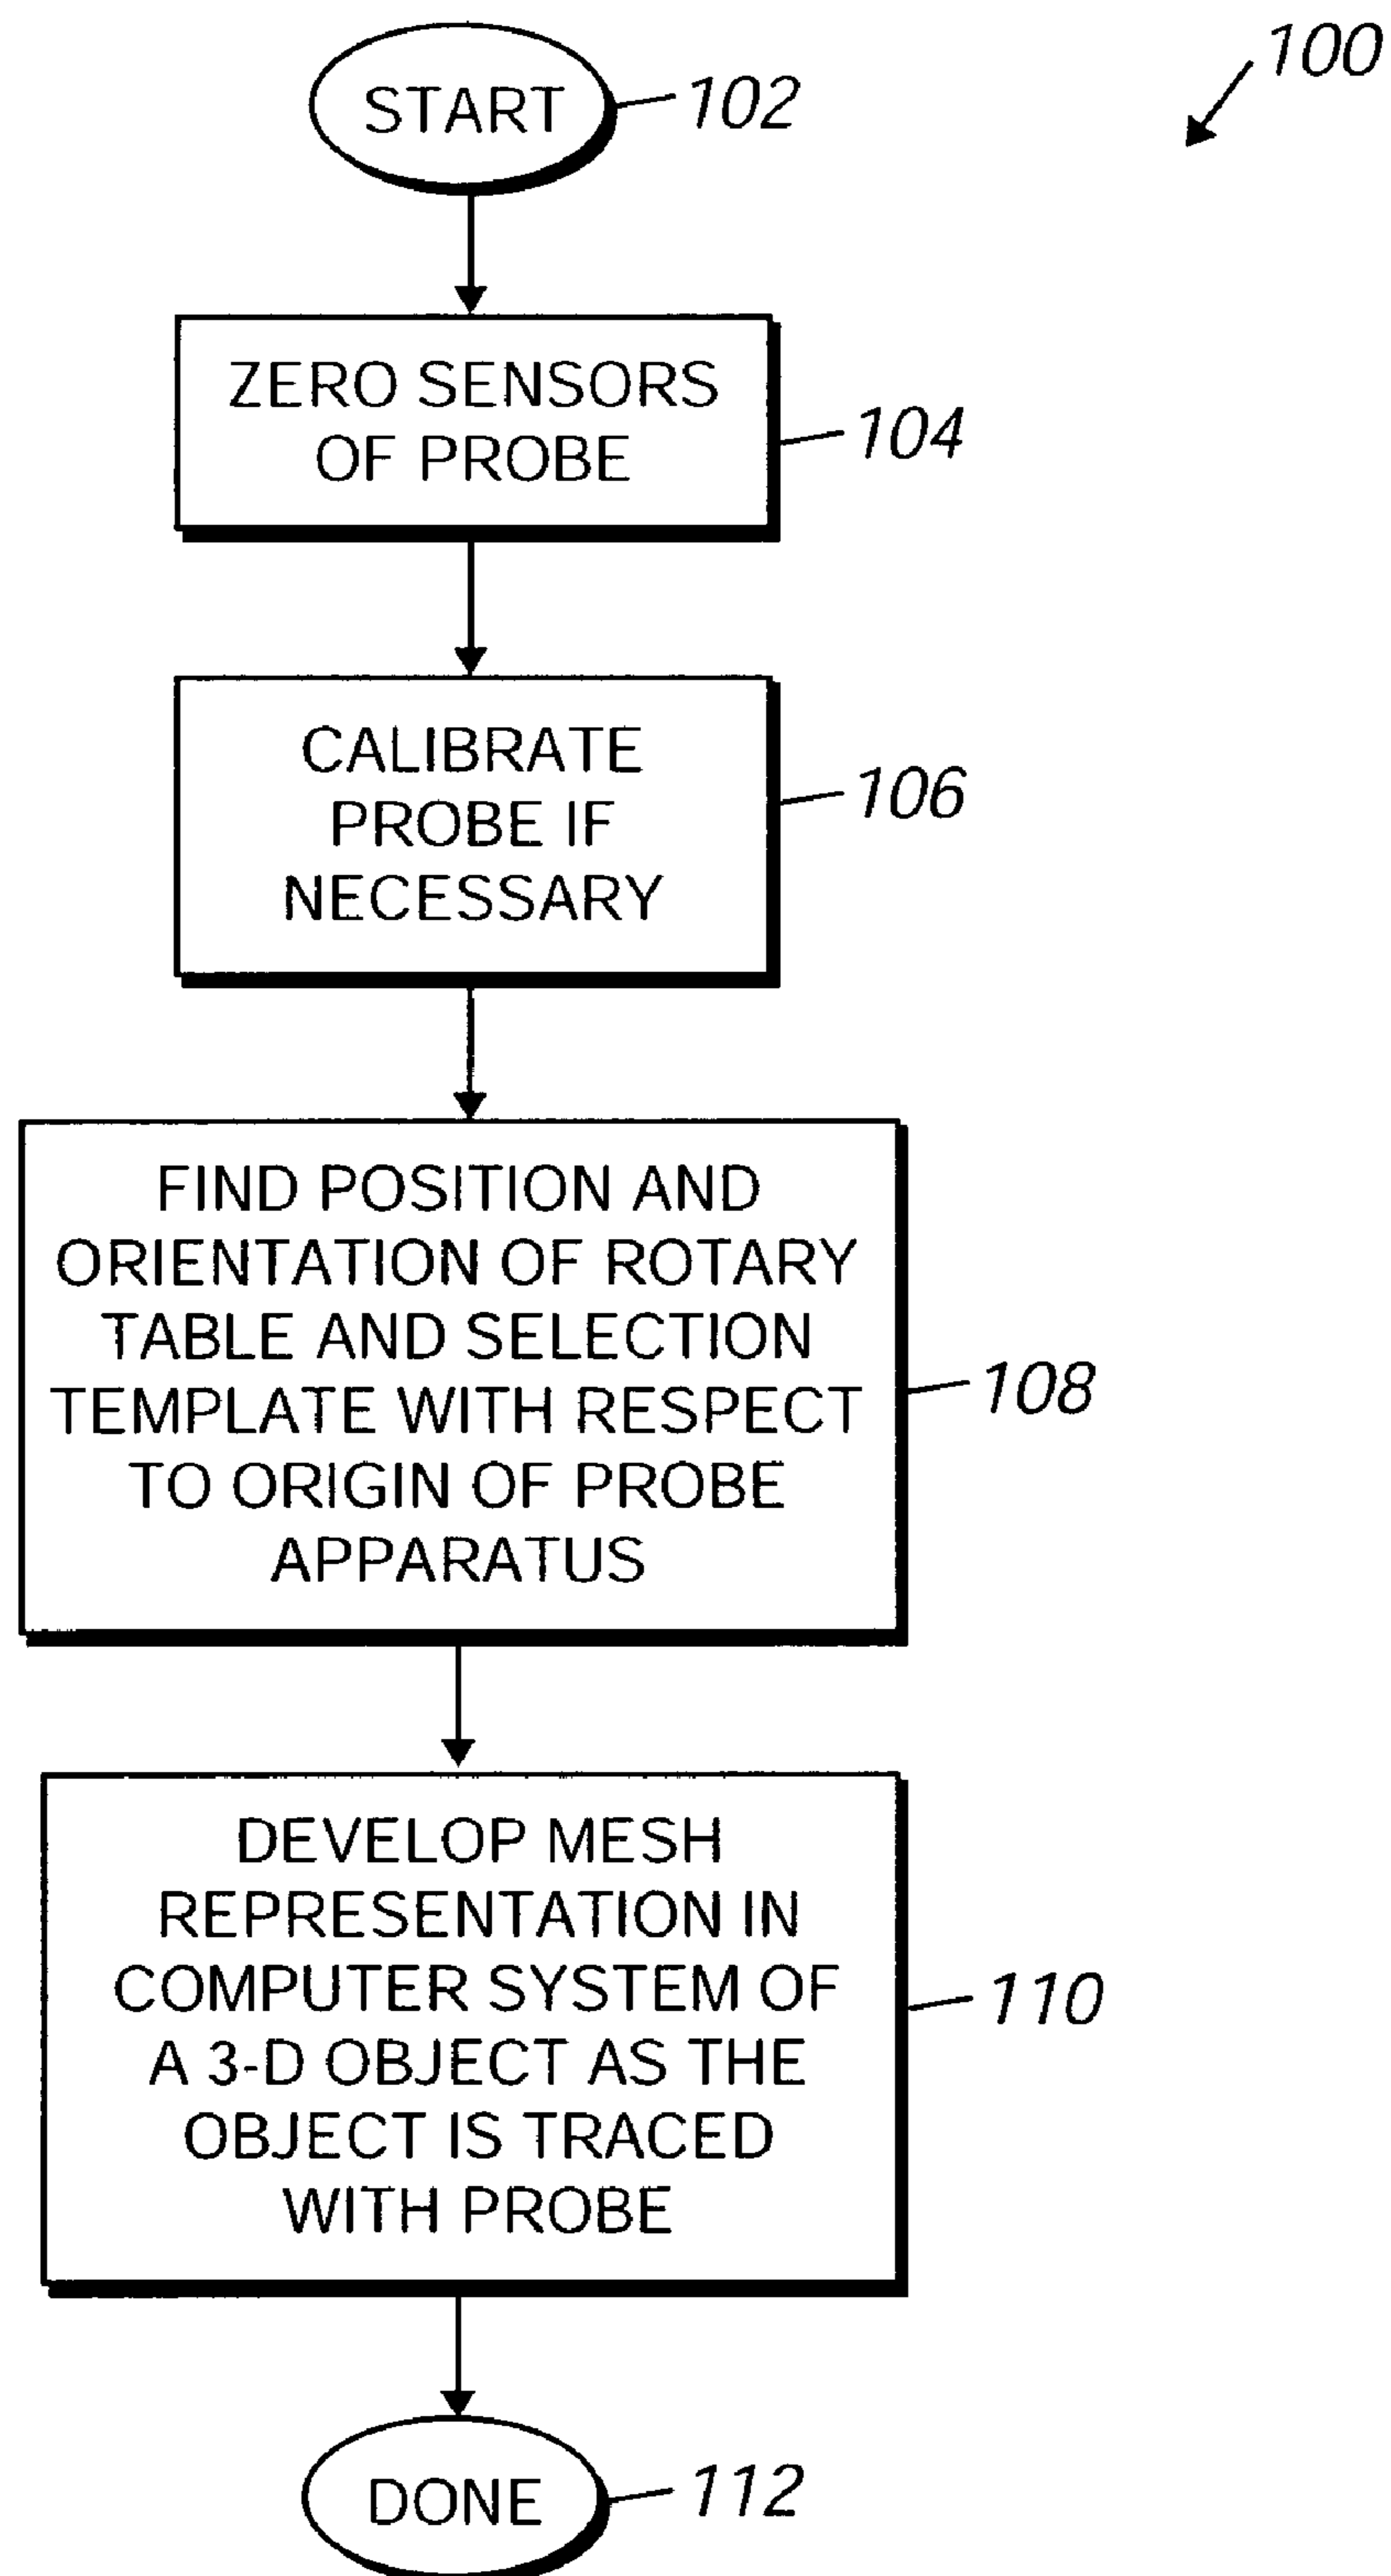 100
START
102
ZERO SENSORS
OF PROBE
104
CALIBRATE
PROBE IF
NECESSARY
106
FIND POSITION AND
ORIENTATION OF ROTARY
TABLE AND SELECTION
TEMPLATE WITH RESPECT
TO ORIGIN OF PROBE
APPARATUS
108
DEVELOP MESH
REPRESENTATION IN
COMPUTER SYSTEM OF
A 3-D OBJECT AS THE
OBJECT IS TRACED
WITH PROBE
110
DONE
112